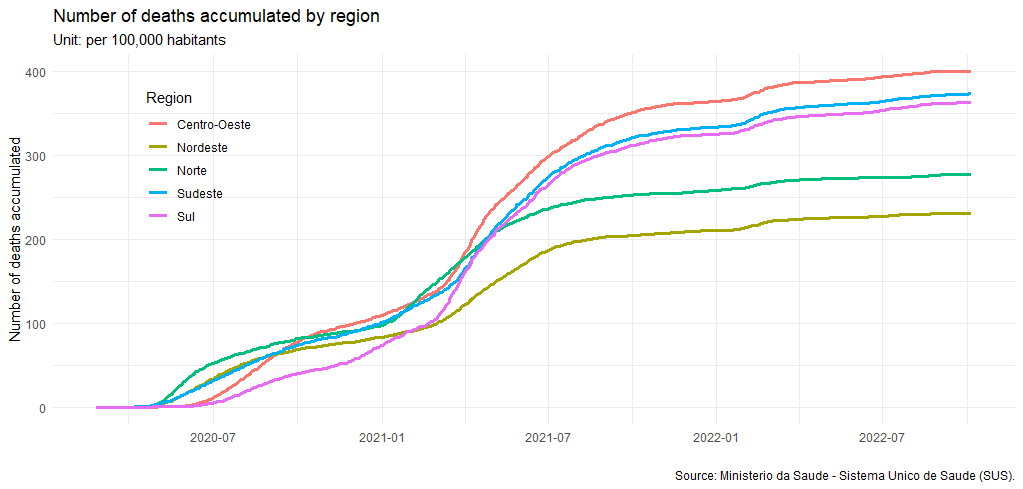 Number of deaths accumulated by region
Unit: per 100,000 habitants
Number of deaths accumulated
400
300
200
100
0
Region
Centro-Oeste
Nordeste
Norte
Sudeste
Sul
2020-07
2021-01
2021-07
2022-01
2022-07
Source: Ministerio da Saude - Sistema Unico de Saude (SUS).